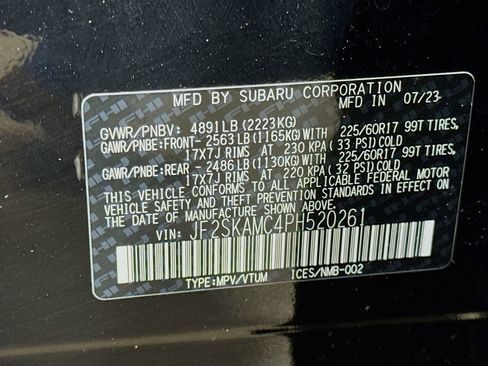 MFD BY SUBARU CORPORATION
IN JAPAN 07/23
GVWR/PNBV: 4891LB(2223KG)
GAWR/PNBE:FRONT- 2563LB(1165KG)WITH 225/60R17 99T TIRES,
17X7J RIMS AT 230 KPA( 33 PSI)COLD
GAWR/PNBE:REAR -2486LB(1130KG)WITH 225/60R17 99T TIRES,
17X7J RIMS AT 220 KPA( 32 PSI)COLD
THIS VEHICLE CONFORMS TO ALL APPLICABLE FEDERAL MOTOR
VEHICLE SAFETY AND THEFT PREVENTION STANDARDS IN EFFECT ON
THE DATE OF MANUFACTURE SHOWN ABOVE.
VIN: JF2SKAMC4PH520261
TYPE:MPV/VTUM ICES/NMB-002